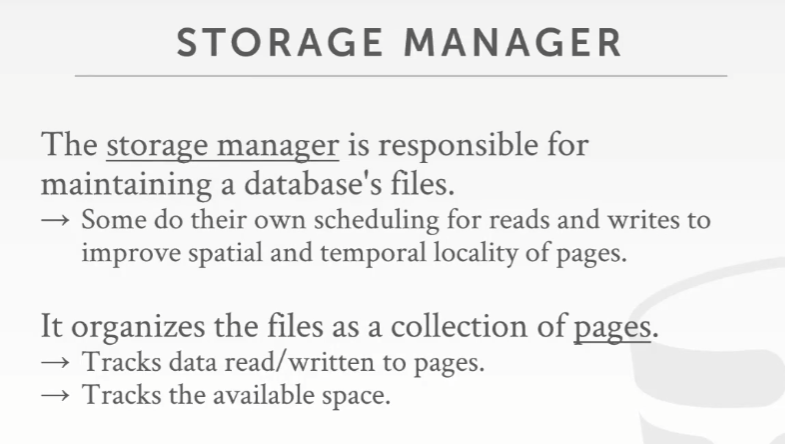 STORAGE MANAGER
The storage manager is responsible for
maintaining a database's files.
→ Some do their own scheduling for reads and writes to
improve spatial and temporal locality of pages.
It organizes the files as a collection of pages.
→ Tracks data read/written to pages.
→ Tracks the available space.